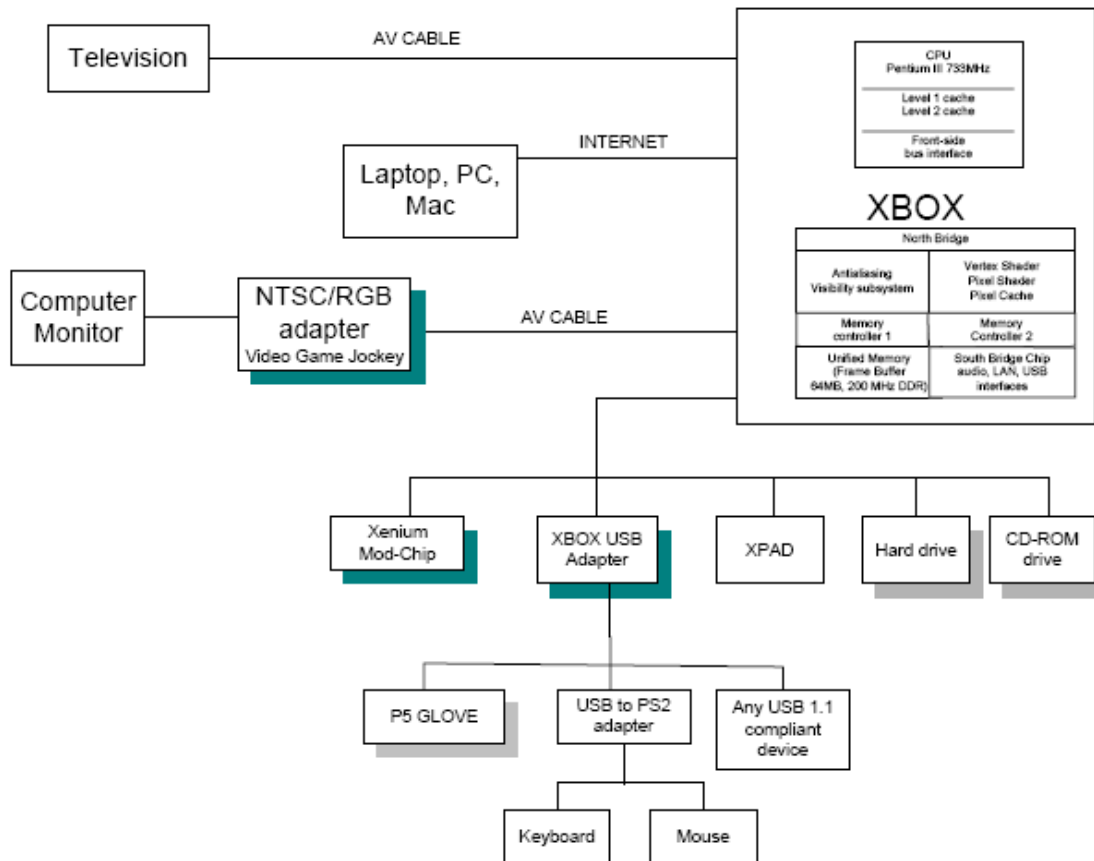 Television
AV CABLE
CPU
Pentium III 733MHz
Level 1 cache
Level 2 cache
Front-side
bus interface
INTERNET
Laptop, PC,
Mac
XBOX
North Bridge
Antialiasing
Visibility subsystem
Vertex Shader
Pixel Shader
Pixel Cache
Memory
controller 1
Memory
Controller 2
Unified Memory
(Frame Buffer
64MB, 200 MHz DDR)
South Bridge Chip
audio, LAN, USB
interfaces
Computer
Monitor
NTSC/RGB
adapter
Video Game Jockey
AV CABLE
Xenium
Mod-Chip
XBOX USB
Adapter
XPAD
Hard drive
CD-ROM
drive
P5 GLOVE
USB to PS2
adapter
Any USB 1.1
compliant
device
Keyboard
Mouse